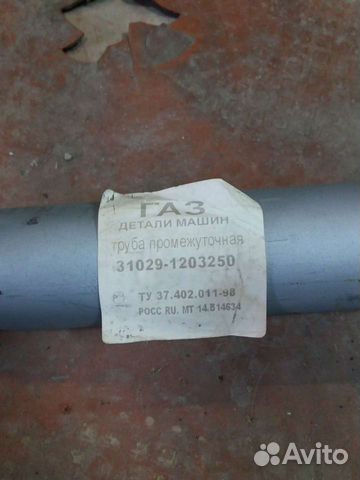 ГАЗ
ДЕТАЛИ МАШИН
труба промежуточная
31029-1203250
ТУ 37.402.011-98
РОСС RU. МТ 14.В14634
Avito